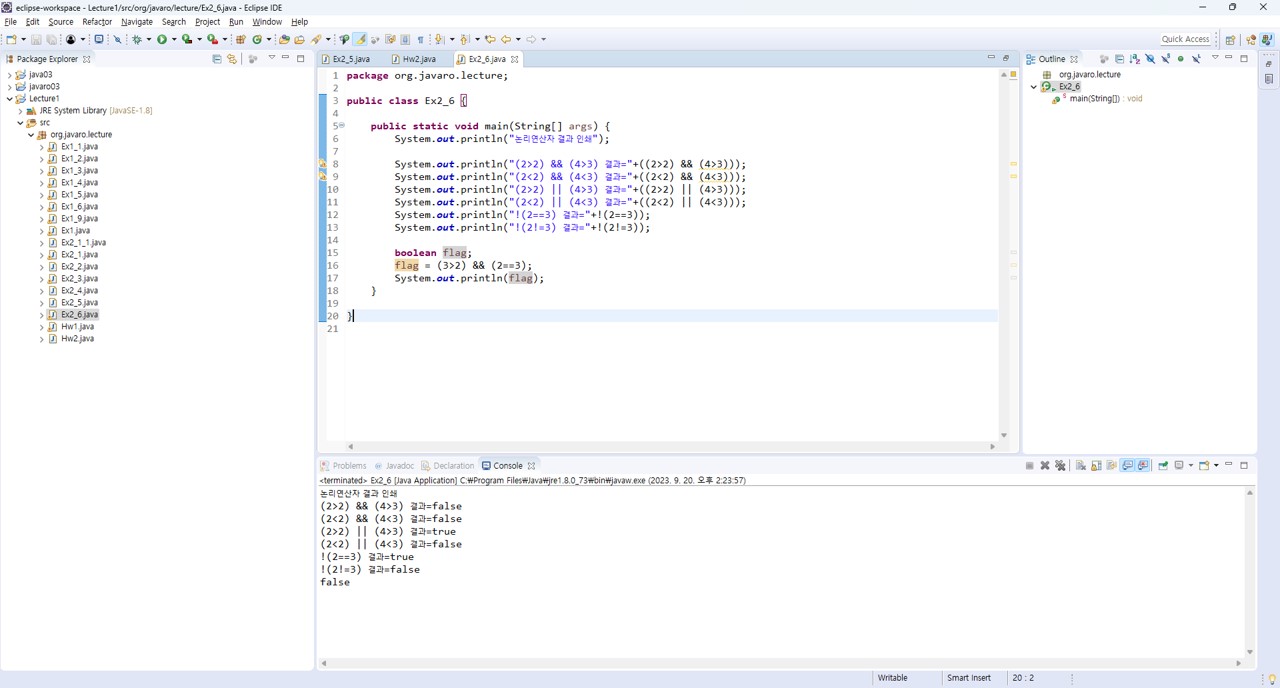 eclipse-workspace - Lecture1/src/org/javaro/lecture/Ex2_6.java - Eclipse IDE
File Edit Source Refactor Navigate Search Project Run Window Help
Quick Access
Package Explorer
java03
javaro03
Lecture1
JRE System Library [JavaSE-1.8]
src
org.javaro.lecture
Ex1_1.java
Ex1_2.java
Ex1_3.java
Ex1_4.java
Ex1_5.java
Ex1_6.java
Ex1_9.java
Ex1.java
Ex2_1_1.java
Ex2_1.java
Ex2_2.java
Ex2_3.java
Ex2_4.java
Ex2_5.java
Ex2_6.java
Hw1.java
Hw2.java
Ex2_5.java Hw2.java Ex2_6.java
1 package org.javaro.lecture;
2
3 public class Ex2_6 {
4
5 public static void main(String[] args) {
6 System.out.println("논리연산자 결과 인쇄");
7
8 System.out.println("(2>2) && (4>3) 결과="+((2>2) && (4>3)));
9 System.out.println("(2<2) && (4<3) 결과="+((2<2) && (4<3)));
10 System.out.println("(2>2) || (4>3) 결과="+((2>2) || (4>3)));
11 System.out.println("(2<2) || (4<3) 결과="+((2<2) || (4<3)));
12 System.out.println("!(2==3) 결과="+!(2==3));
13 System.out.println("!(2!=3) 결과="+!(2!=3));
14
15 boolean flag;
16 flag = (3>2) && (2==3);
17 System.out.println(flag);
18 }
19
20 }
21
Outline
org.javaro.lecture
Ex2_6
main(String[]) : void
Problems Javadoc Declaration Console
<terminated> Ex2_6 [Java Application] C:₩Program Files₩Java₩jre1.8.0_73₩bin₩javaw.exe (2023. 9. 20. 오후 2:23:57)
논리연산자 결과 인쇄
(2>2) && (4>3) 결과=false
(2<2) && (4<3) 결과=false
(2>2) || (4>3) 결과=true
(2<2) || (4<3) 결과=false
!(2==3) 결과=true
!(2!=3) 결과=false
false
Writable Smart Insert 20 : 2